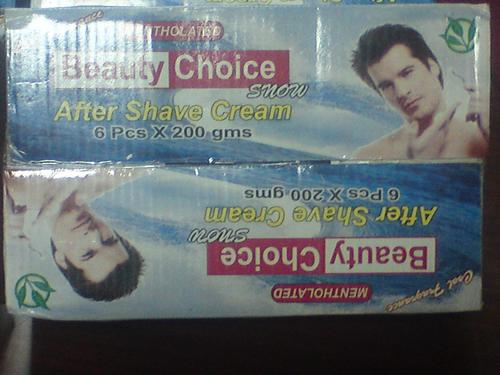 MENTHOLATED
Beauty Choice
SNOW
After Shave Cream
6 Pcs X 200 gms
6 Pcs X 200 gms
After Shave Cream
SNOW
Beauty Choice
MENTHOLATED
Cool Fragrance